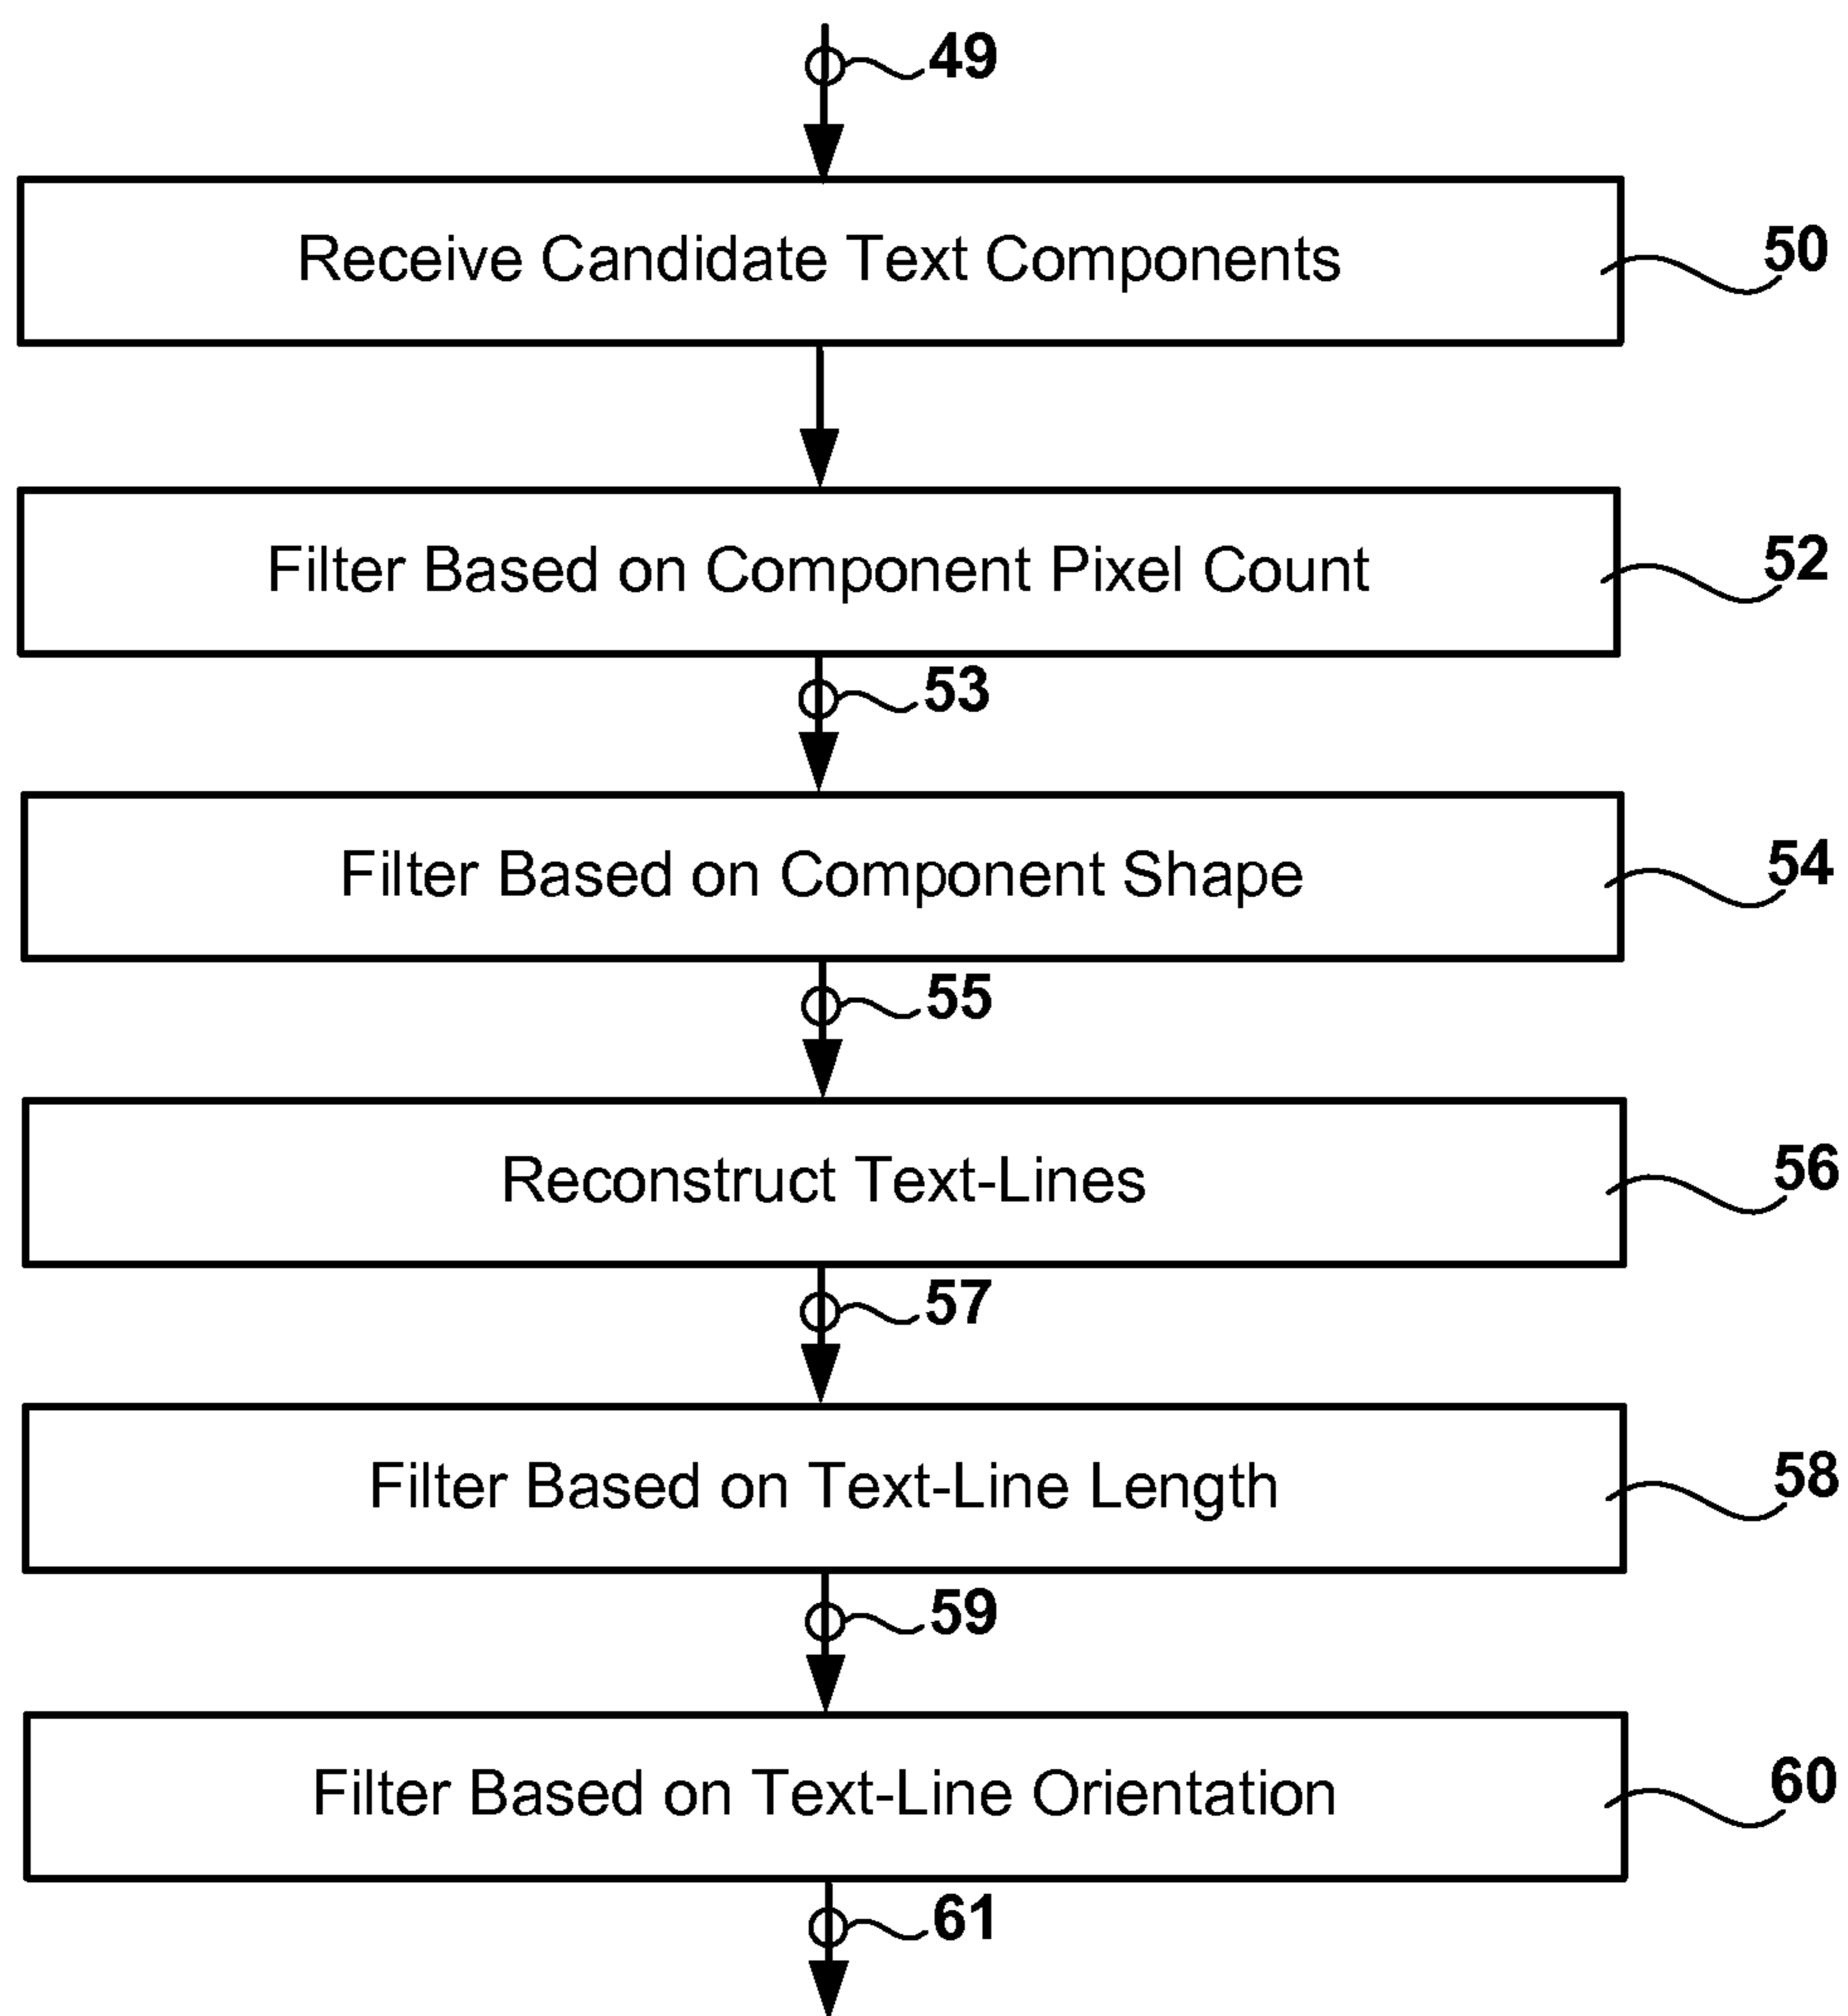 49
Receive Candidate Text Components 50
Filter Based on Component Pixel Count 52
53
Filter Based on Component Shape 54
55
Reconstruct Text-Lines 56
57
Filter Based on Text-Line Length 58
59
Filter Based on Text-Line Orientation 60
61